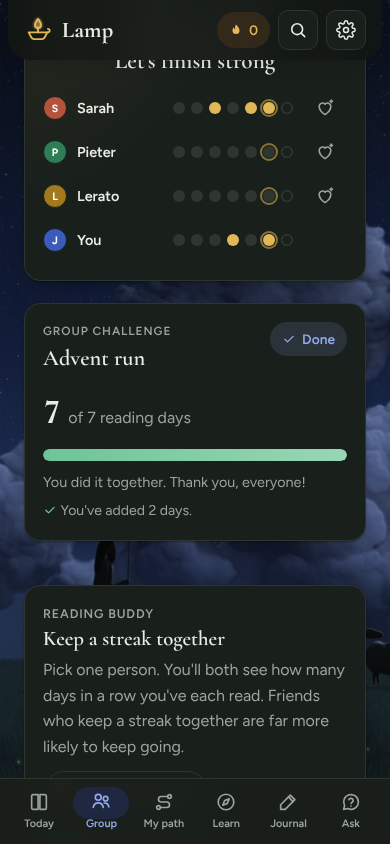 Lamp
0
Let's finish strong
S Sarah
P Pieter
L Lerato
J You
GROUP CHALLENGE
Done
Advent run
7 of 7 reading days
You did it together. Thank you, everyone!
You've added 2 days.
READING BUDDY
Keep a streak together
Pick one person. You'll both see how many
days in a row you've each read. Friends
who keep a streak together are far more
likely to keep going.
Today
Group
My path
Learn
Journal
Ask